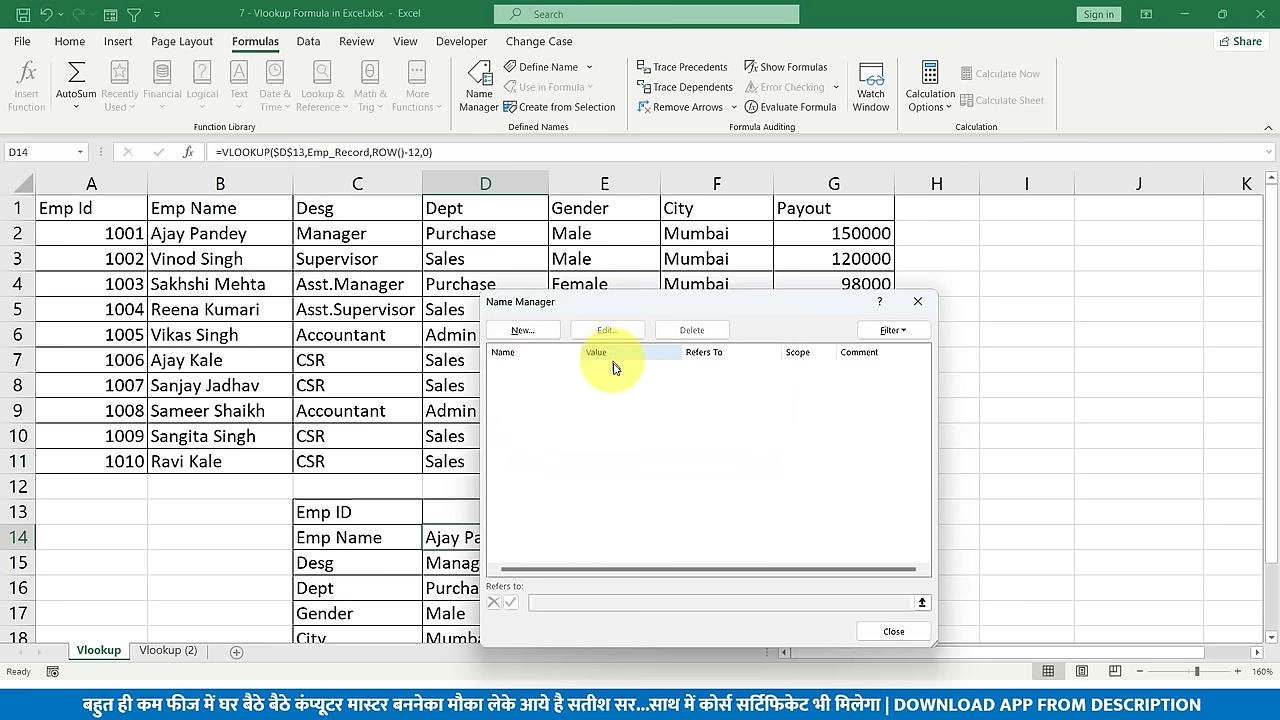 7 - Vlookup Formula in Excel.xlsx - Excel
Search
Sign in
File Home Insert Page Layout Formulas Data Review View Developer Change Case
Share
Insert Function
AutoSum
Recently Used
Financial
Logical
Text
Date & Time
Lookup & Reference
Math & Trig
More Functions
Function Library
Name Manager
Define Name
Use in Formula
Create from Selection
Defined Names
Trace Precedents
Trace Dependents
Remove Arrows
Show Formulas
Error Checking
Evaluate Formula
Formula Auditing
Watch Window
Calculation Options
Calculate Now
Calculate Sheet
Calculation
D14 fx =VLOOKUP($D$13,Emp_Record,ROW()-12,0)
A B C D E F G H I J K
1 Emp Id Emp Name Desg Dept Gender City Payout
2 1001 Ajay Pandey Manager Purchase Male Mumbai 150000
3 1002 Vinod Singh Supervisor Sales Male Mumbai 120000
4 1003 Sakhshi Mehta Asst.Manager Purchase Female Mumbai 98000
5 1004 Reena Kumari Asst.Supervisor Sales
6 1005 Vikas Singh Accountant Admin
7 1006 Ajay Kale CSR Sales
8 1007 Sanjay Jadhav CSR Sales
9 1008 Sameer Shaikh Accountant Admin
10 1009 Sangita Singh CSR Sales
11 1010 Ravi Kale CSR Sales
12
13 Emp ID
14 Emp Name Ajay Pa
15 Desg Manag
16 Dept Purcha
17 Gender Male
18 City Mumb
Name Manager ?
New... Edit... Delete Filter
Name Value Refers To Scope Comment
Refers to:
Close
Vlookup Vlookup (2)
Ready
160%
बहुत ही कम फीज में घर बैठे बैठे कंप्यूटर मास्टर बननेका मौका लेके आये है सतीश सर...साथ में कोर्स सर्टिफिकेट भी मिलेगा | DOWNLOAD APP FROM DESCRIPTION